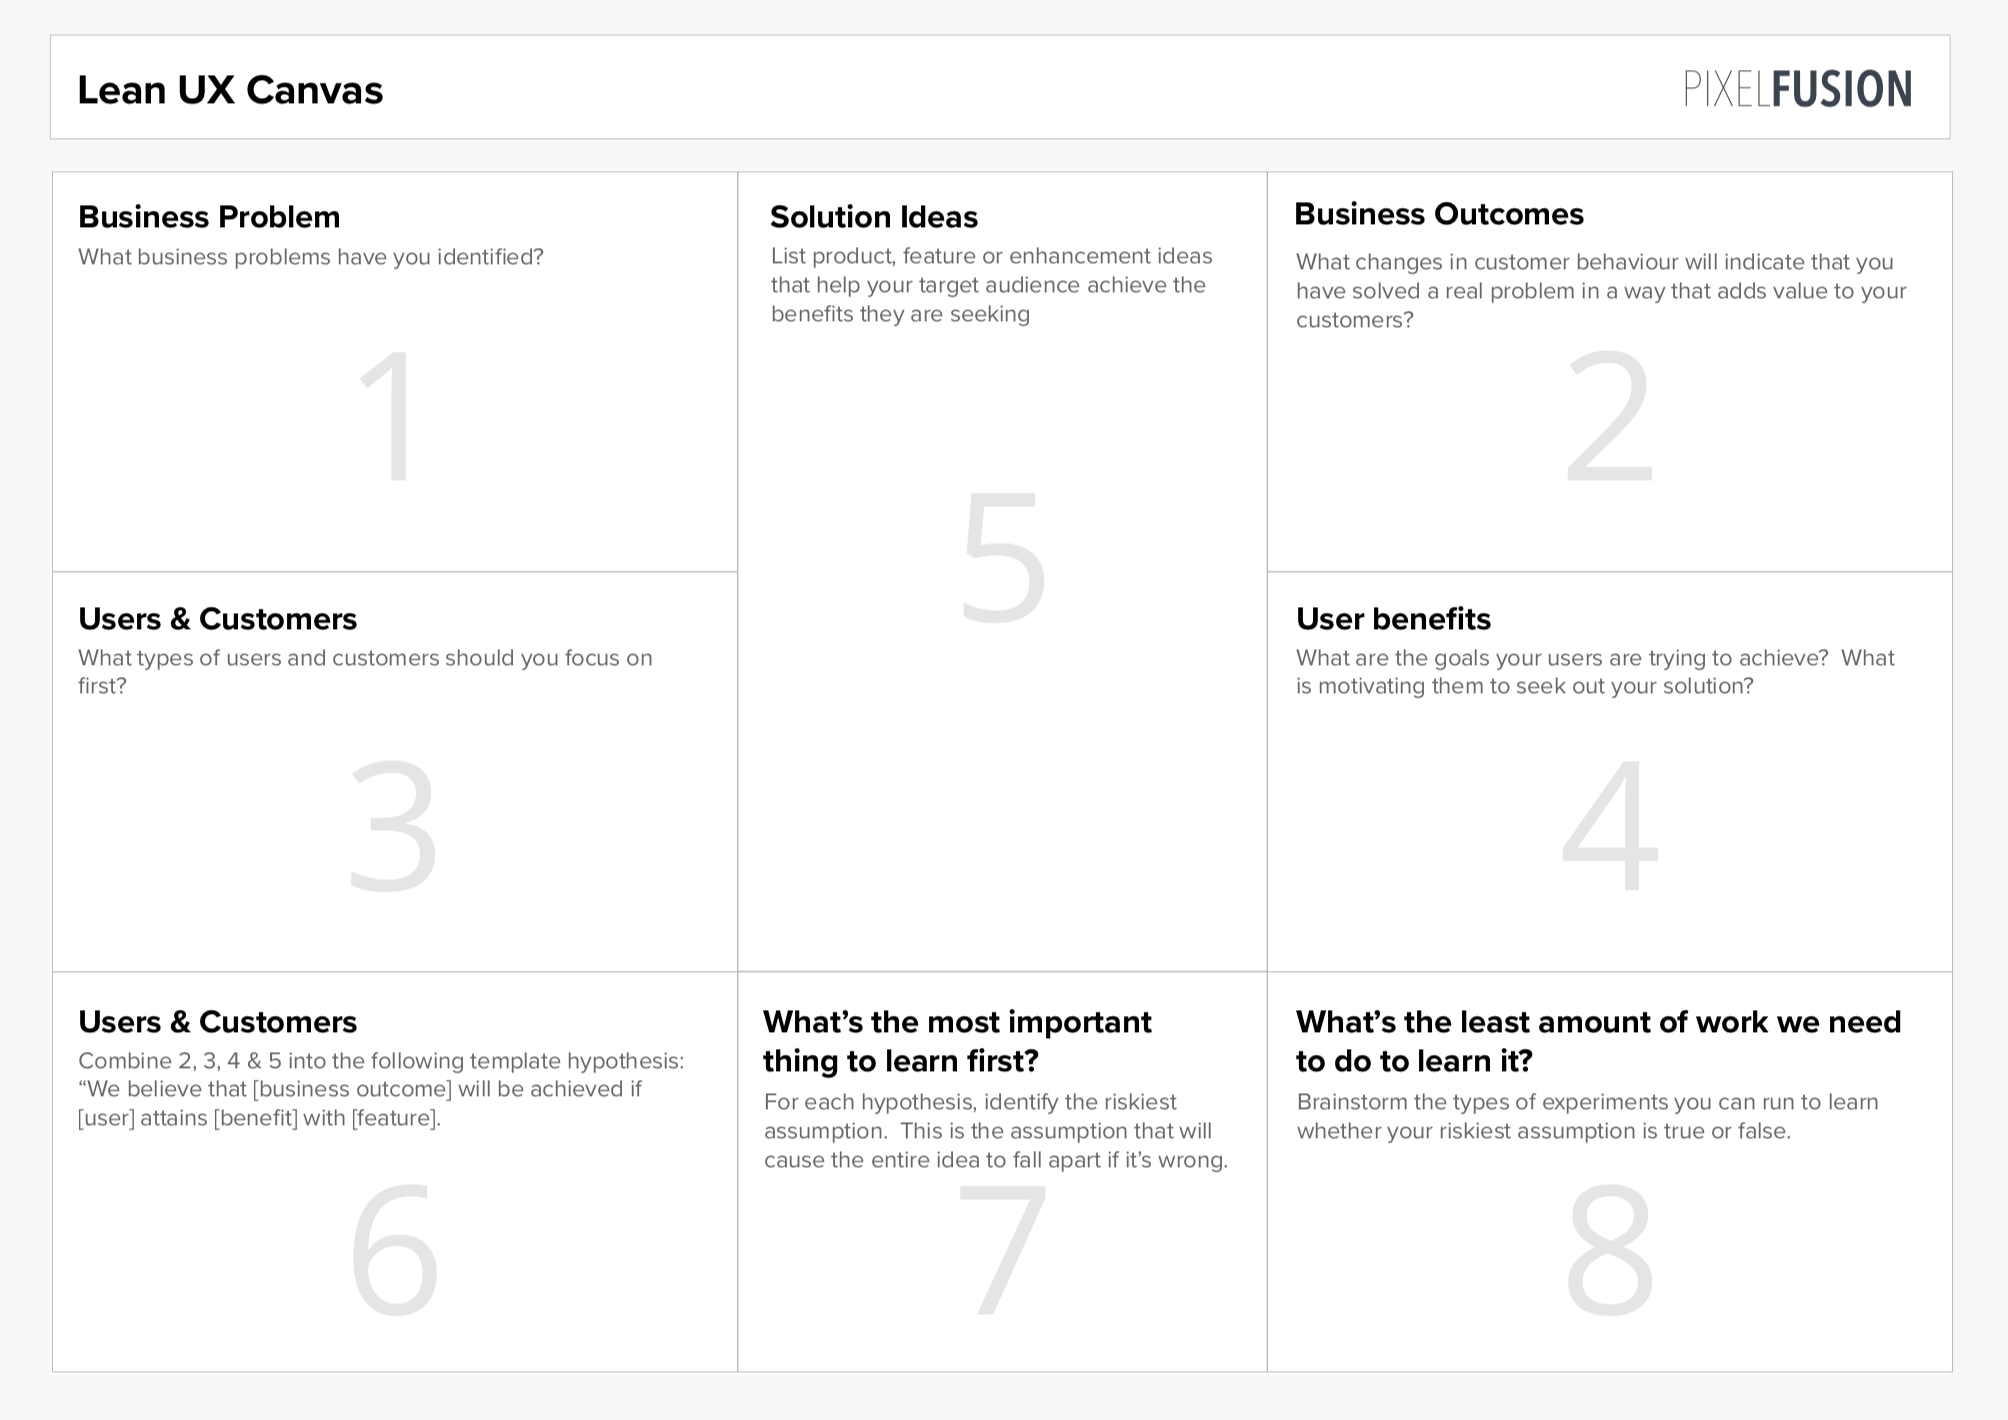 Lean UX Canvas
PIXELFUSION
Business Problem
What business problems have you identified?
1
Solution Ideas
List product, feature or enhancement ideas
that help your target audience achieve the
benefits they are seeking
5
Business Outcomes
What changes in customer behaviour will indicate that you
have solved a real problem in a way that adds value to your
customers?
2
Users & Customers
What types of users and customers should you focus on
first?
3
User benefits
What are the goals your users are trying to achieve?  What
is motivating them to seek out your solution?
4
Users & Customers
Combine 2, 3, 4 & 5 into the following template hypothesis:
“We believe that [business outcome] will be achieved if
[user] attains [benefit] with [feature].
6
What’s the most important
thing to learn first?
For each hypothesis, identify the riskiest
assumption.  This is the assumption that will
cause the entire idea to fall apart if it’s wrong.
7
What’s the least amount of work we need
to do to learn it?
Brainstorm the types of experiments you can run to learn
whether your riskiest assumption is true or false.
8